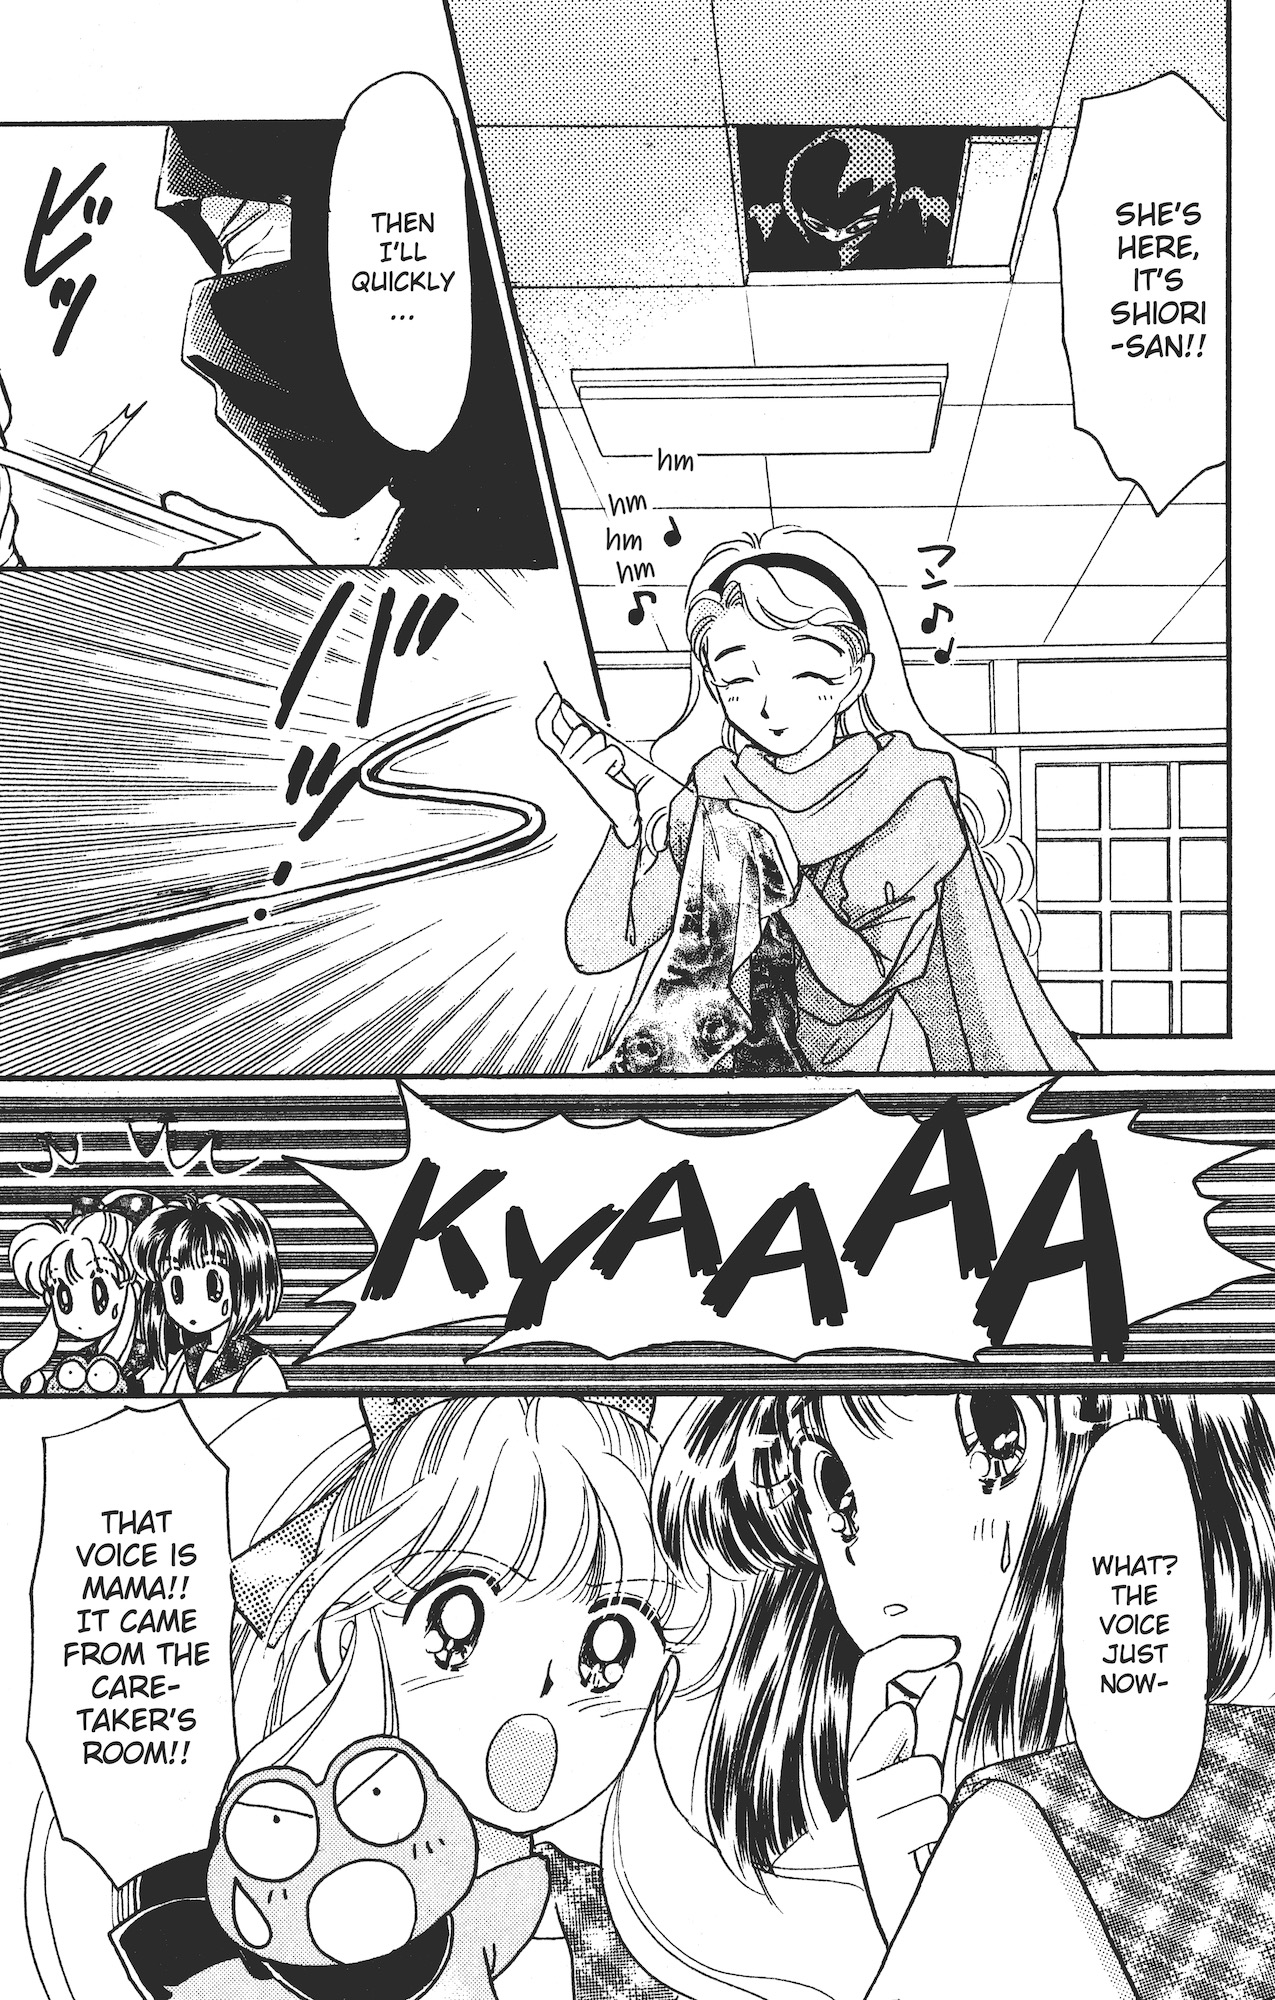 SHE'S
HERE,
IT'S
SHIORI
-SAN!!
hm
hm
hm
hm
フン
THEN
I'LL
QUICKLY
...
ビッ
バッ
KYAAAAA
WHAT?
THE
VOICE
JUST
NOW-
THAT
VOICE IS
MAMA!!
IT CAME
FROM THE
CARE-
TAKER'S
ROOM!!